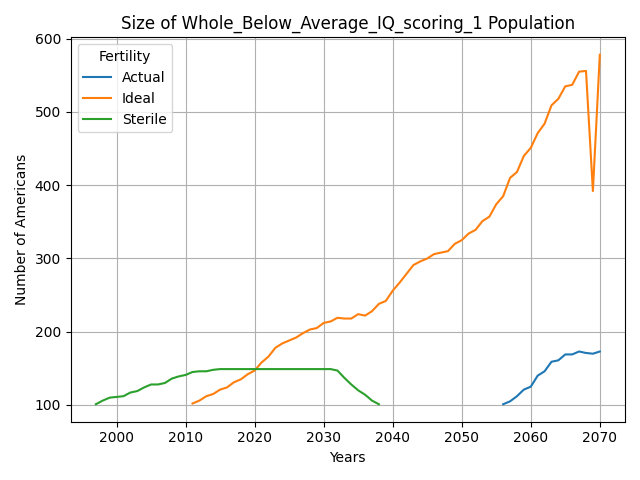 Size of Whole_Below_Average_IQ_scoring_1 Population
Fertility
Actual
Ideal
Sterile
Number of Americans
600
500
400
300
200
100
2000 2010 2020 2030 2040 2050 2060 2070
Years